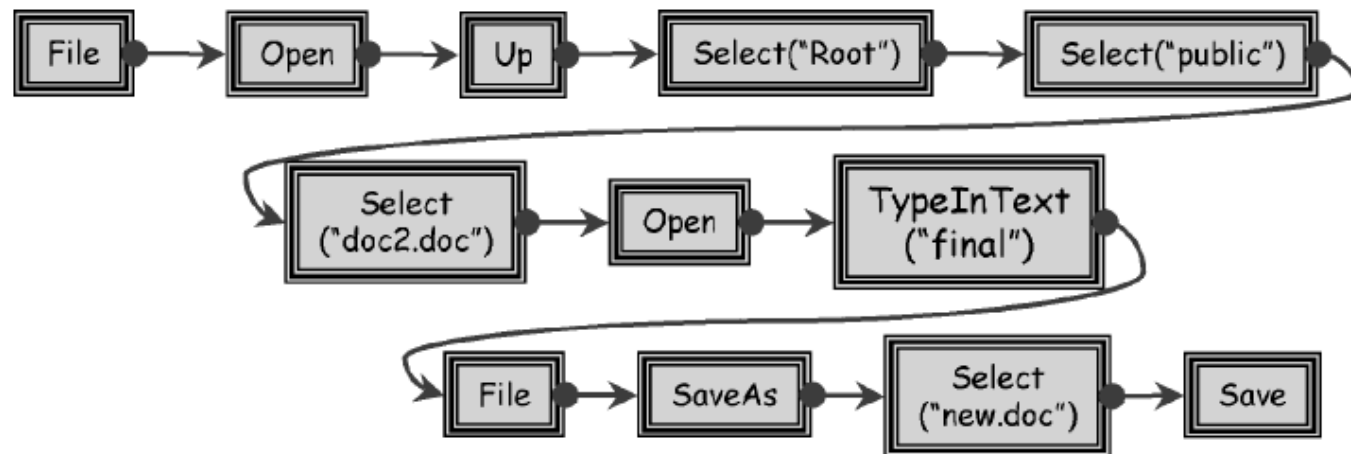 File
Open
Up
Select("Root")
Select("public")
Select
("doc2.doc")
Open
TypeInText
("final")
File
SaveAs
Select
("new.doc")
Save